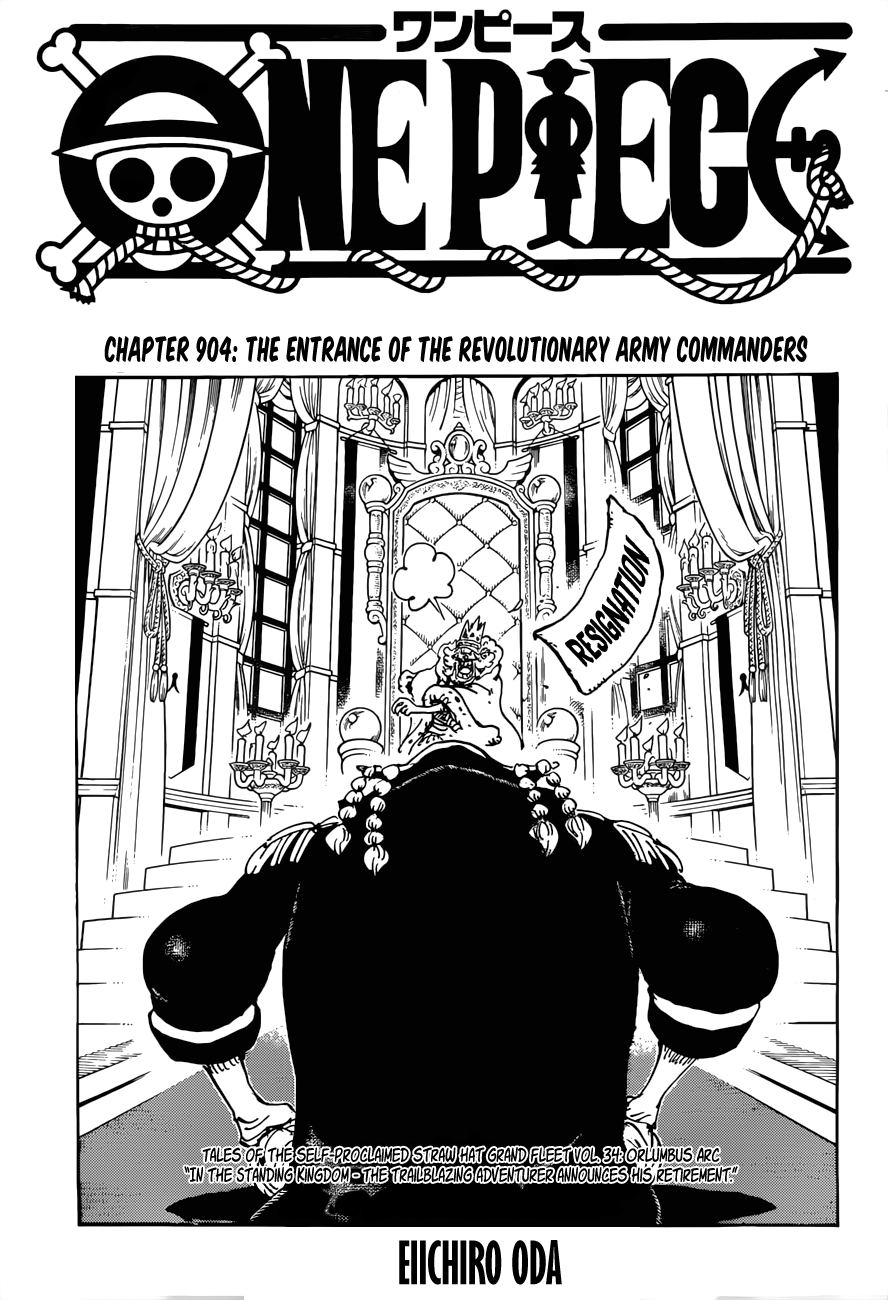 ワンピース
ONE PIECE
CHAPTER 904: THE ENTRANCE OF THE REVOLUTIONARY ARMY COMMANDERS
RESIGNATION
TALES OF THE SELF-PROCLAIMED STRAW HAT GRAND FLEET VOL. 34: ORLUMBUS ARC
"IN THE STANDING KINGDOM - THE TRAILBLAZING ADVENTURER ANNOUNCES HIS RETIREMENT."
EIICHIRO ODA